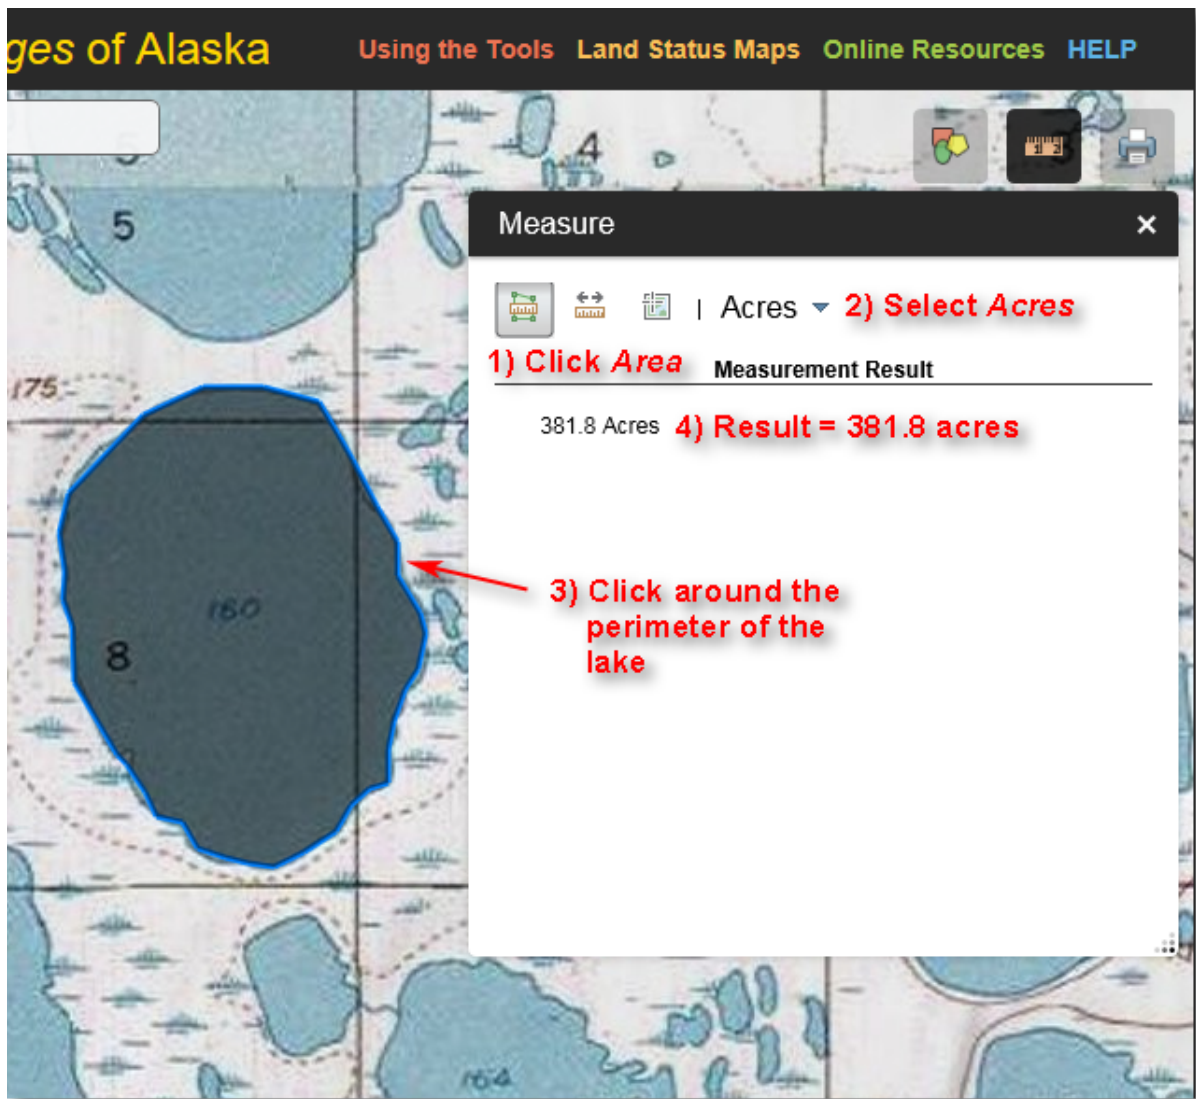 ges of Alaska Using the Tools Land Status Maps Online Resources HELP
4
5
Measure
| Acres 2) Select Acres
1) Click Area Measurement Result
175
381.8 Acres 4) Result = 381.8 acres
3) Click around the
perimeter of the
lake
160
8
164